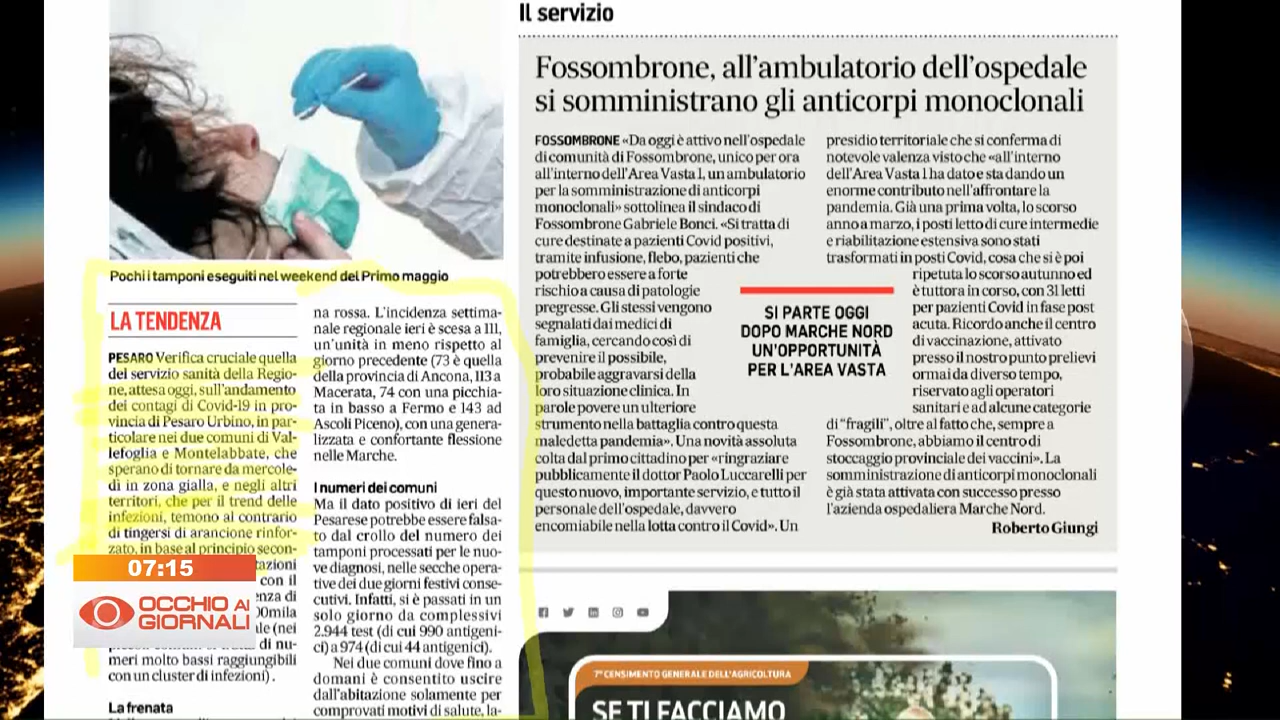 Il servizio
Fossombrone, all'ambulatorio dell'ospedale
si somministrano gli anticorpi monoclonali
FOSSOMBRONE «Da oggi è attivo nell'ospedale
di comunità di Fossombrone, unico per ora
all'interno dell'Area Vasta 1, un ambulatorio
per la somministrazione di anticorpi
monoclonali» sottolinea il sindaco di
Fossombrone Gabriele Bonci. «Si tratta di
cure destinate a pazienti Covid positivi,
tramite infusione, flebo, pazienti che
potrebbero essere a forte
rischio a causa di patologie
pregresse. Gli stessi vengono
segnalati dai medici di
famiglia, cercando così di
prevenire il possibile,
probabile aggravarsi della
loro situazione clinica. In
parole povere un ulteriore
strumento nella battaglia contro questa
maledetta pandemia». Una novità assoluta
colta dal primo cittadino per «ringraziare
pubblicamente il dottor Paolo Luccarelli per
questo nuovo, importante servizio, e tutto il
personale dell'ospedale, davvero
encomiabile nella lotta contro il Covid». Un
SI PARTE OGGI
DOPO MARCHE NORD
UN'OPPORTUNITÀ
PER L'AREA VASTA
presidio territoriale che si conferma di
notevole valenza visto che «all'interno
dell'Area Vasta 1 ha dato e sta dando un
enorme contributo nell'affrontare la
pandemia. Già una prima volta, lo scorso
anno a marzo, i posti letto di cure intermedie
e riabilitazione estensiva sono stati
trasformati in posti Covid, cosa che si è poi
ripetuta lo scorso autunno ed
è tuttora in corso, con 31 letti
per pazienti Covid in fase post
acuta. Ricordo anche il centro
di vaccinazione, attivato
presso il nostro punto prelievi
ormai da diverso tempo,
riservato agli operatori
sanitari e ad alcune categorie
di "fragili", oltre al fatto che, sempre a
Fossombrone, abbiamo il centro di
stoccaggio provinciale dei vaccini». La
somministrazione di anticorpi monoclonali
è già stata attivata con successo presso
l'azienda ospedaliera Marche Nord.
Roberto Giungi
Pochi i tamponi eseguiti nel weekend del Primo maggio
LA TENDENZA
PESARO Verifica cruciale quella
del servizio sanità della Regio-
ne, attesa oggi, sull'andamento
dei contagi di Covid-19 in pro-
vincia di Pesaro Urbino, in par-
ticolare nei due comuni di Val-
lefoglia e Montelabbate, che
sperano di tornare da mercole-
dì in zona gialla, e negli altri
territori, che per il trend delle
infezioni, temono al contrario
di tingersi di arancione rinfor-
zato, in base al principio secon-
tazioni
con il
enza di
00mila
le (nei
di nu-
meri molto bassi raggiungibili
con un cluster di infezioni).
La frenata
na rossa. L'incidenza settima-
nale regionale ieri è scesa a 111,
un'unità in meno rispetto al
giorno precedente (73 è quella
della provincia di Ancona, 113 a
Macerata, 74 con una picchia-
ta in basso a Fermo e 143 ad
Ascoli Piceno), con una genera-
lizzata e confortante flessione
nelle Marche.
I numeri dei comuni
Ma il dato positivo di ieri del
Pesarese potrebbe essere falsa-
to dal crollo del numero dei
tamponi processati per le nuo-
ve diagnosi, nelle secche opera-
tive dei due giorni festivi conse-
cutivi. Infatti, si è passati in un
solo giorno da complessivi
2.944 test (di cui 990 antigeni-
ci) a 974 (di cui 44 antigenici).
Nei due comuni dove fino a
domani è consentito uscire
dall'abitazione solamente per
comprovati motivi di salute, la-
07:15
OCCHIO AI
GIORNALI
7° CENSIMENTO GENERALE DELL'AGRICOLTURA
SE TI FACCIAMO